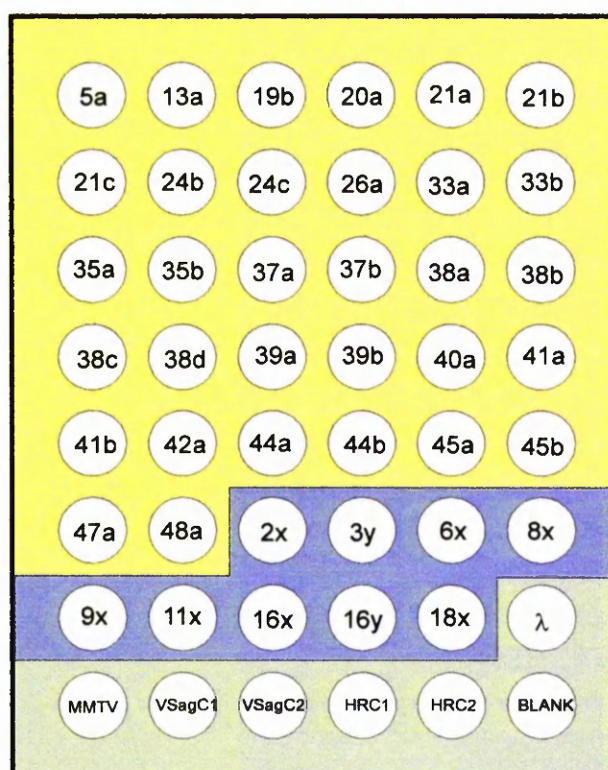 5a 13a 19b 20a 21a 21b
21c 24b 24c 26a 33a 33b
35a 35b 37a 37b 38a 38b
38c 38d 39a 39b 40a 41a
41b 42a 44a 44b 45a 45b
47a 48a 2x 3y 6x 8x
9x 11x 16x 16y 18x λ
MMTV VSagC1 VSagC2 HRC1 HRC2 BLANK